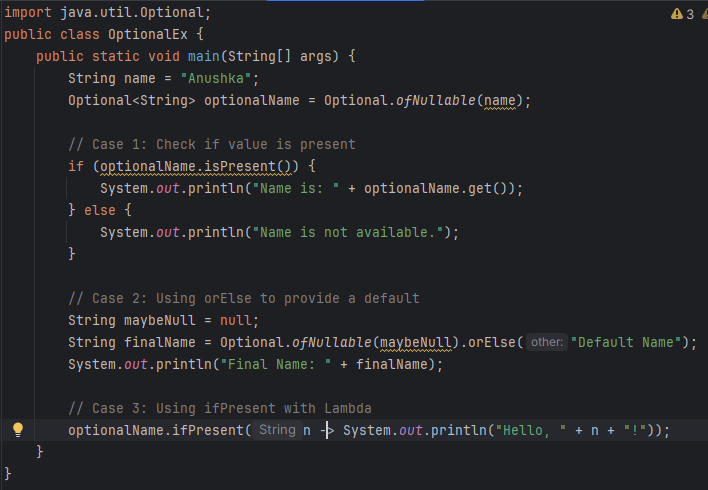 import java.util.Optional;
3
public class OptionalEx {
    public static void main(String[] args) {
        String name = "Anushka";
        Optional<String> optionalName = Optional.ofNullable(name);

        // Case 1: Check if value is present
        if (optionalName.isPresent()) {
            System.out.println("Name is: " + optionalName.get());
        } else {
            System.out.println("Name is not available.");
        }

        // Case 2: Using orElse to provide a default
        String maybeNull = null;
        String finalName = Optional.ofNullable(maybeNull).orElse( other: "Default Name");
        System.out.println("Final Name: " + finalName);

        // Case 3: Using ifPresent with Lambda
        optionalName.ifPresent( String n -> System.out.println("Hello, " + n + "!"));
    }
}